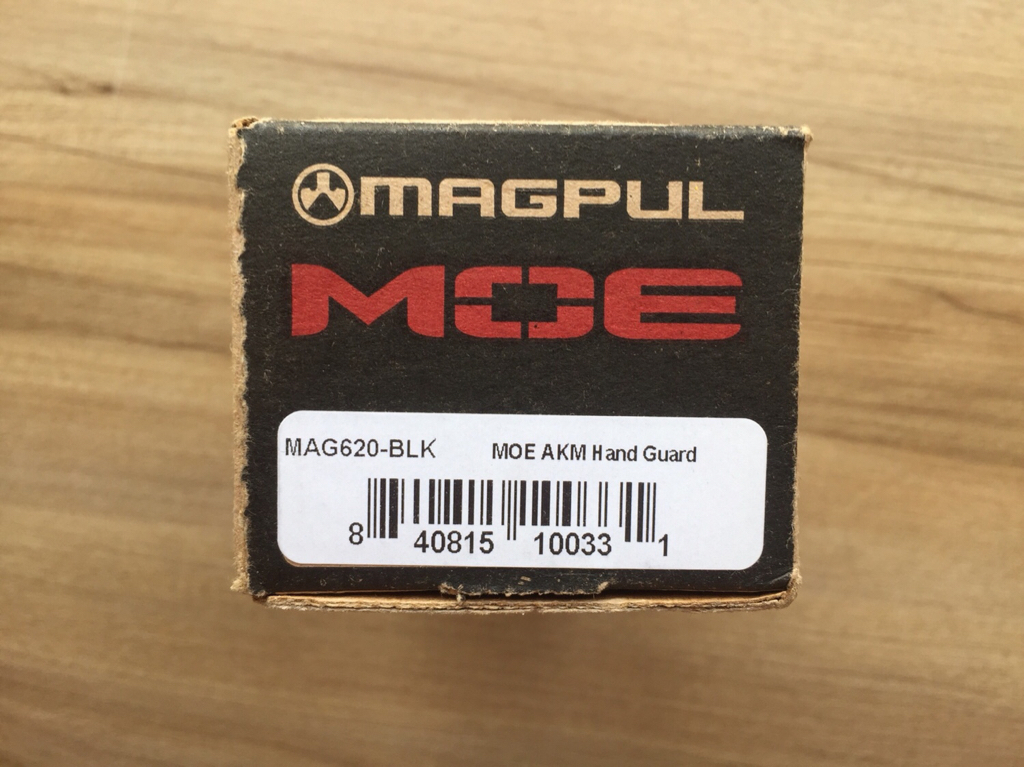 MAGPUL
MOE
MAG620-BLK MOE AKM Hand Guard
8 40815 10033 1